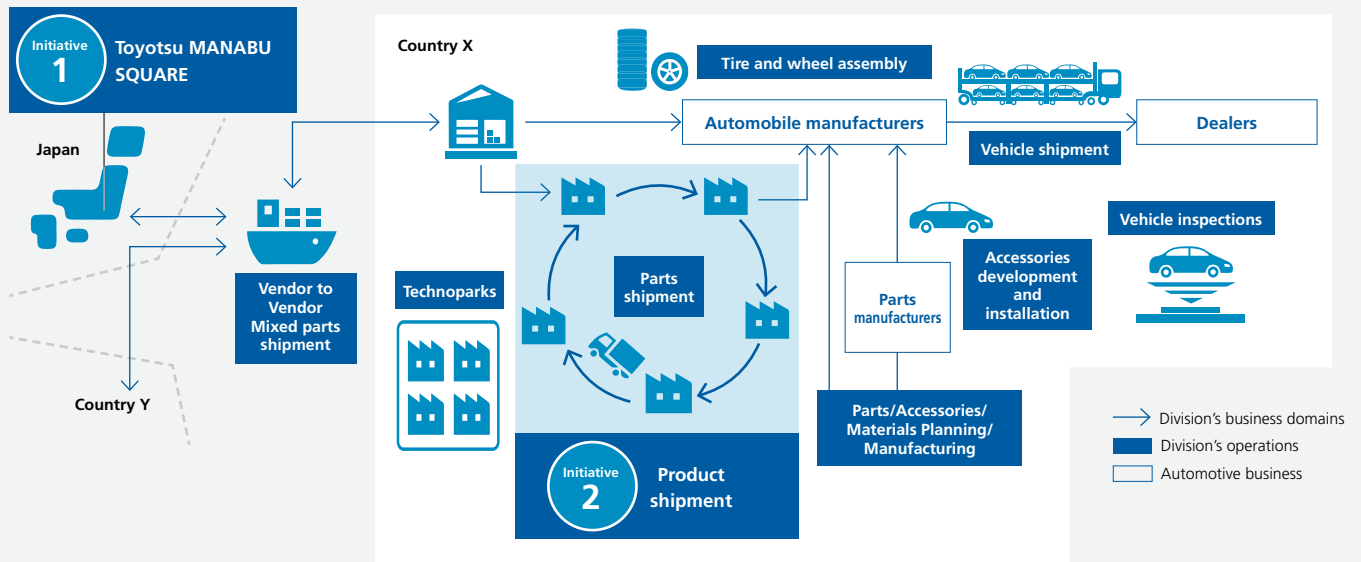 Initiative
1
Toyotsu MANABU
SQUARE
Japan
Country X
Tire and wheel assembly
Automobile manufacturers
Vehicle shipment
Dealers
Vehicle inspections
Vendor to
Vendor
Mixed parts
shipment
Country Y
Technoparks
Parts
shipment
Parts
manufacturers
Accessories
development
and
installation
Parts/Accessories/
Materials Planning/
Manufacturing
Initiative
2
Product
shipment
Division's business domains
Division's operations
Automotive business